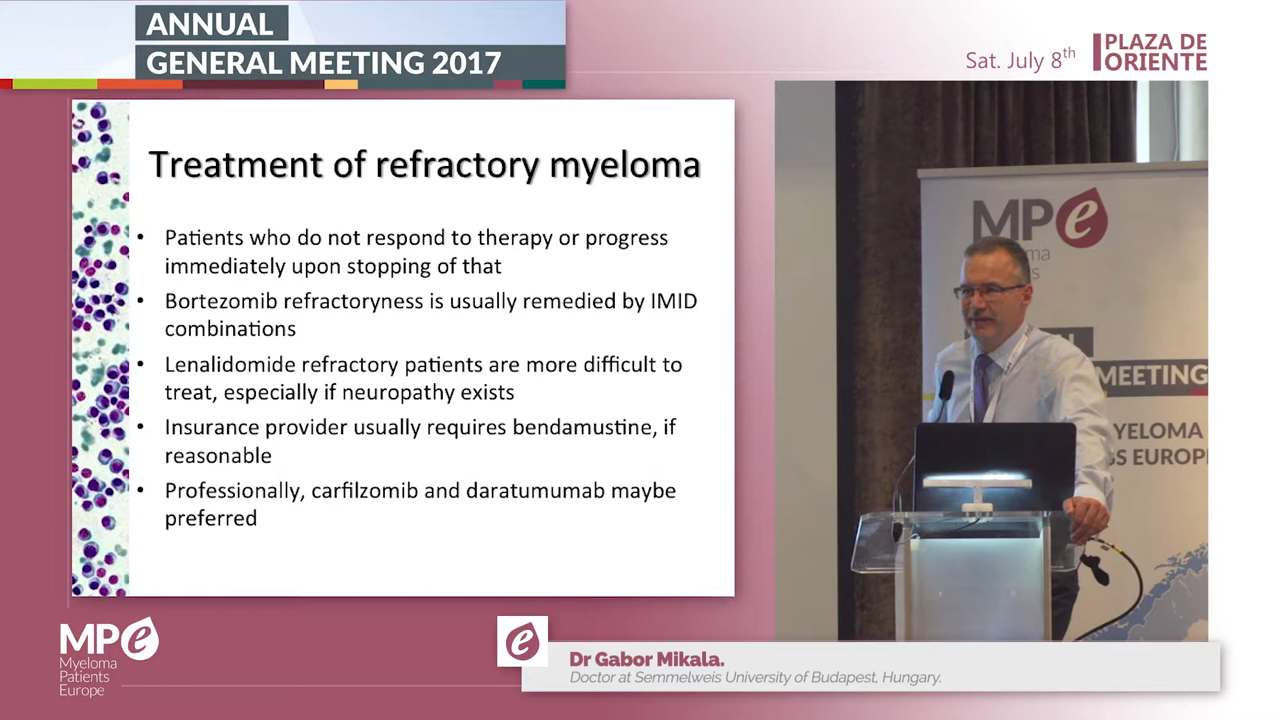 ANNUAL
GENERAL MEETING 2017
Sat. July 8th
PLAZA DE
ORIENTE
Treatment of refractory myeloma
• Patients who do not respond to therapy or progress
immediately upon stopping of that
• Bortezomib refractoryness is usually remedied by IMID
combinations
• Lenalidomide refractory patients are more difficult to
treat, especially if neuropathy exists
• Insurance provider usually requires bendamustine, if
reasonable
• Professionally, carfilzomib and daratumumab maybe
preferred
MPe
MEETING
YELOMA
S EUROPE
MPe
Myeloma
Patients
Europe
e
Dr Gabor Mikala.
Doctor at Semmelweis University of Budapest, Hungary.